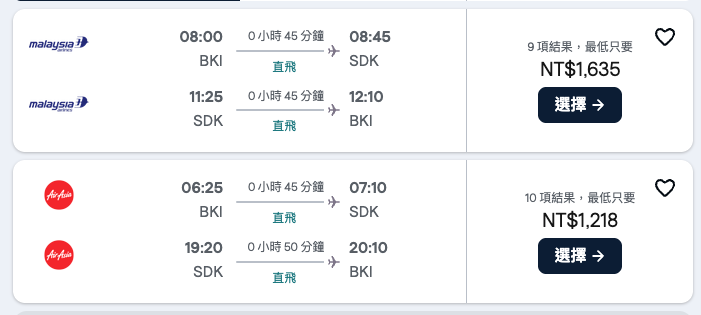 malaysia airlines
08:00 0 小時 45 分鐘 08:45
BKI 直飛 SDK
malaysia airlines
11:25 0 小時 45 分鐘 12:10
SDK 直飛 BKI
9 項結果，最低只要
NT$1,635
選擇 →
AirAsia
06:25 0 小時 45 分鐘 07:10
BKI 直飛 SDK
AirAsia
19:20 0 小時 50 分鐘 20:10
SDK 直飛 BKI
10 項結果，最低只要
NT$1,218
選擇 →